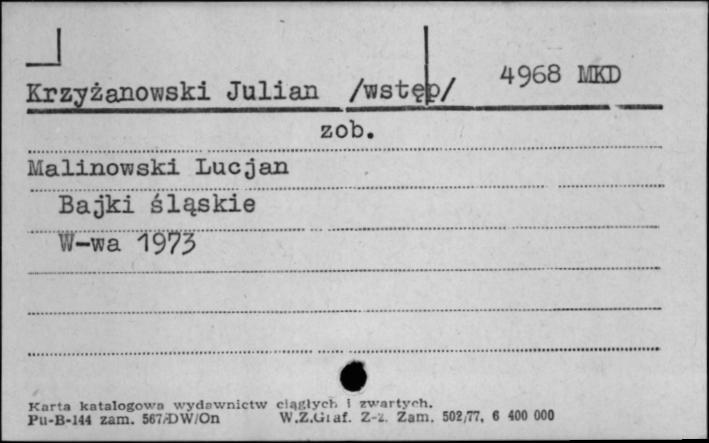 Krzyżanowski Julian /wstęp/ 4968 MKD
zob.
Malinowski Lucjan
Bajki śląskie
W-wa 1973
Karta katalogowa wydawnictw ciągłych i zwartych.
Pu-B-144 zam. 567/DW/On W.Z.Graf. Z-z. Zam. 502/77, 6 400 000